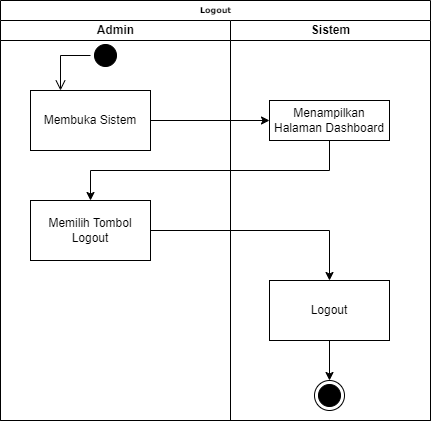 Logout
Admin
Sistem
Membuka Sistem
Menampilkan
Halaman Dashboard
Memilih Tombol
Logout
Logout